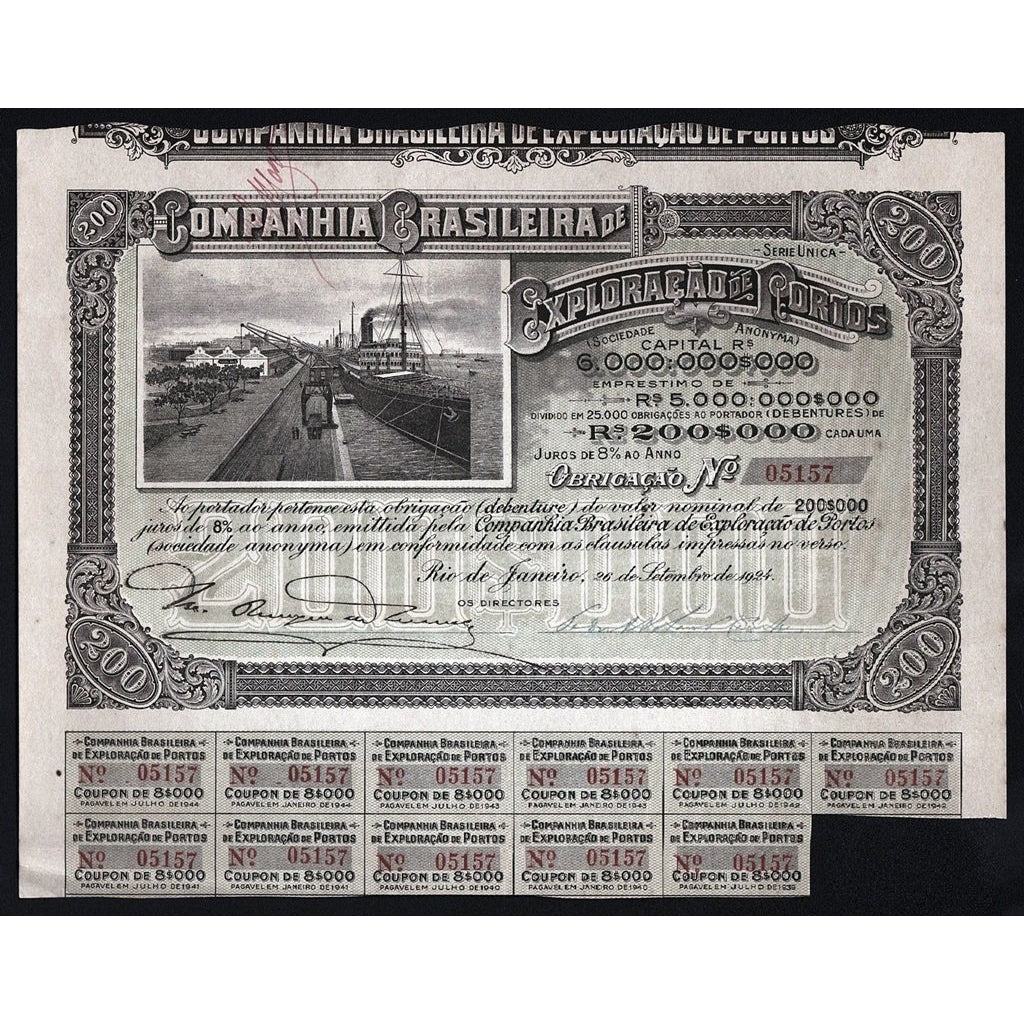 COMPANHIA BRASILEIRA DE EXPLORAÇÃO DE PORTOS
200
COMPANHIA BRASILEIRA DE
200
SERIE UNICA
EXPLORAÇÃO DE PORTOS
(SOCIEDADE ANONYMA)
CAPITAL RS
6.000:000$000
EMPRESTIMO DE
RS 5.000:000$000
DIVIDIDO EM 25.000 OBRIGAÇÕES AO PORTADOR (DEBENTURES) DE
RS 200$000 CADA UMA
JUROS DE 8% AO ANNO
OBRIGAÇÃO, Nº 05157
Ao portador pertence esta obrigação (debenture) do valor nominal de 200$000
juros de 8% ao anno, emittida pela Companhia Brasileira de Exploração de Portos
(sociedade anonyma) em conformidade com as clausulas impressas no verso.
200$000
Rio de Janeiro, 26 de Setembro de 1924.
OS DIRECTORES
200
200
COMPANHIA BRASILEIRA
DE EXPLORAÇÃO DE PORTOS
Nº 05157
COUPON DE 8$000
PAGAVEL EM JULHO DE 1944
COMPANHIA BRASILEIRA
DE EXPLORAÇÃO DE PORTOS
Nº 05157
COUPON DE 8$000
PAGAVEL EM JANEIRO DE 1944
COMPANHIA BRASILEIRA
DE EXPLORAÇÃO DE PORTOS
Nº 05157
COUPON DE 8$000
PAGAVEL EM JULHO DE 1943
COMPANHIA BRASILEIRA
DE EXPLORAÇÃO DE PORTOS
Nº 05157
COUPON DE 8$000
PAGAVEL EM JANEIRO DE 1943
COMPANHIA BRASILEIRA
DE EXPLORAÇÃO DE PORTOS
Nº 05157
COUPON DE 8$000
PAGAVEL EM JULHO DE 1942
COMPANHIA BRASILEIRA
DE EXPLORAÇÃO DE PORTOS
Nº 05157
COUPON DE 8$000
PAGAVEL EM JANEIRO DE 1942
COMPANHIA BRASILEIRA
DE EXPLORAÇÃO DE PORTOS
Nº 05157
COUPON DE 8$000
PAGAVEL EM JULHO DE 1941
COMPANHIA BRASILEIRA
DE EXPLORAÇÃO DE PORTOS
Nº 05157
COUPON DE 8$000
PAGAVEL EM JANEIRO DE 1941
COMPANHIA BRASILEIRA
DE EXPLORAÇÃO DE PORTOS
Nº 05157
COUPON DE 8$000
PAGAVEL EM JULHO DE 1940
COMPANHIA BRASILEIRA
DE EXPLORAÇÃO DE PORTOS
Nº 05157
COUPON DE 8$000
PAGAVEL EM JANEIRO DE 1940
COMPANHIA BRASILEIRA
DE EXPLORAÇÃO DE PORTOS
Nº 05157
COUPON DE 8$000
PAGAVEL EM JULHO DE 1939